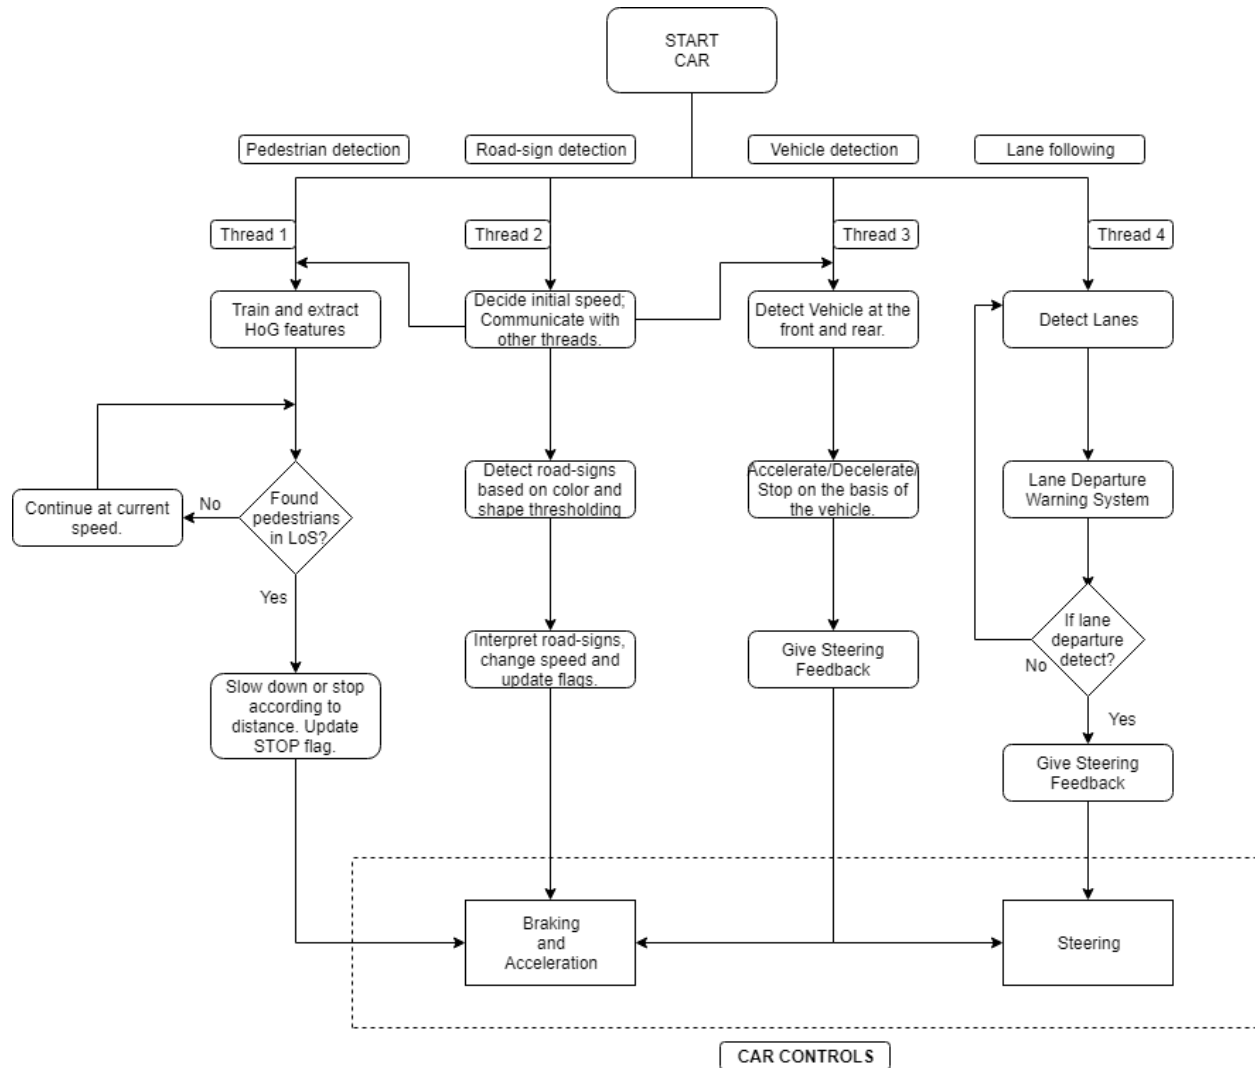 START
CAR
Pedestrian detection
Road-sign detection
Vehicle detection
Lane following
Thread 1
Thread 2
Thread 3
Thread 4
Train and extract
HoG features
Decide initial speed;
Communicate with
other threads.
Detect Vehicle at the
front and rear.
Detect Lanes
Continue at current
speed.
No
Found
pedestrians
in LoS?
Yes
Detect road-signs
based on color and
shape thresholding
Accelerate/Decelerate/
Stop on the basis of
the vehicle.
Lane Departure
Warning System
Slow down or stop
according to
distance. Update
STOP flag.
Interpret road-signs,
change speed and
update flags.
Give Steering
Feedback
If lane
departure
detect?
No
Yes
Give Steering
Feedback
Braking
and
Acceleration
Steering
CAR CONTROLS